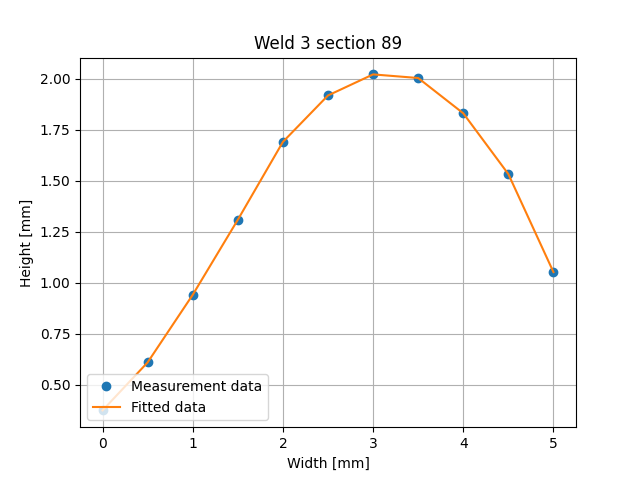 Weld 3 section 89
Height [mm]
2.00
1.75
1.50
1.25
1.00
0.75
0.50
Measurement data
Fitted data
0 1 2 3 4 5
Width [mm]